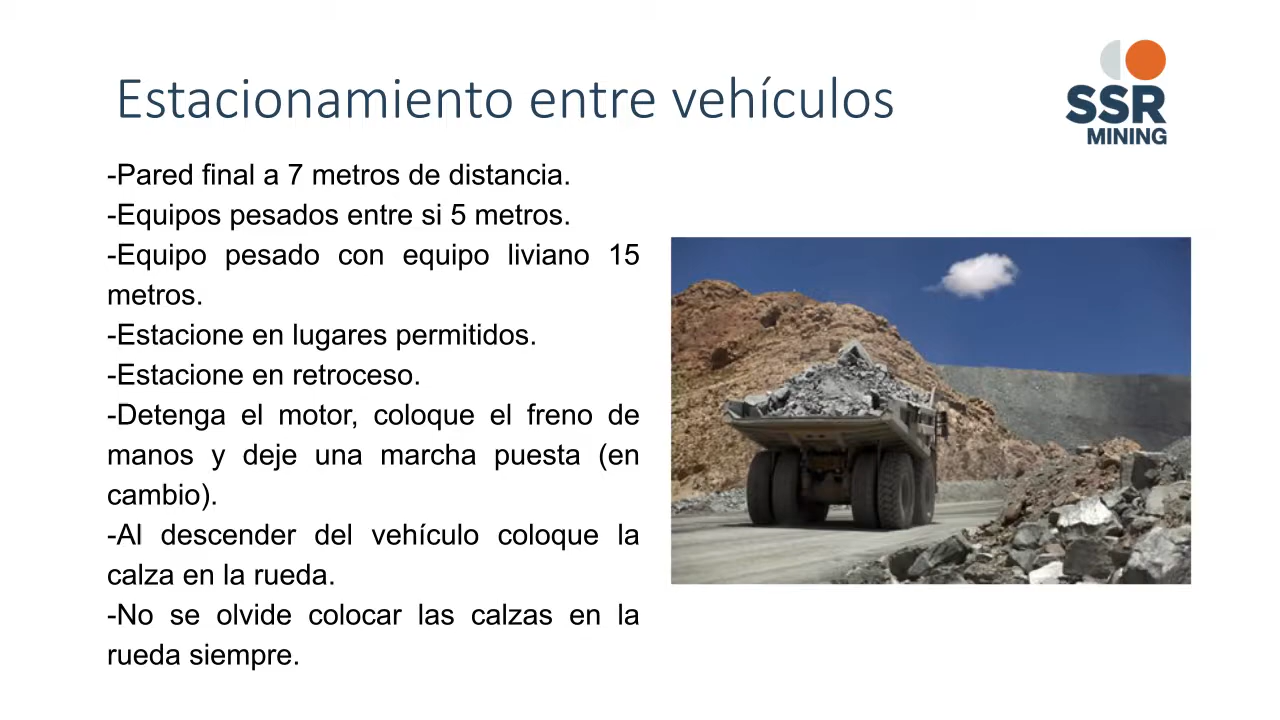 Estacionamiento entre vehículos
SSR
MINING
-Pared final a 7 metros de distancia.
-Equipos pesados entre si 5 metros.
-Equipo pesado con equipo liviano 15
metros.
-Estacione en lugares permitidos.
-Estacione en retroceso.
-Detenga el motor, coloque el freno de
manos y deje una marcha puesta (en
cambio).
-Al descender del vehículo coloque la
calza en la rueda.
-No se olvide colocar las calzas en la
rueda siempre.